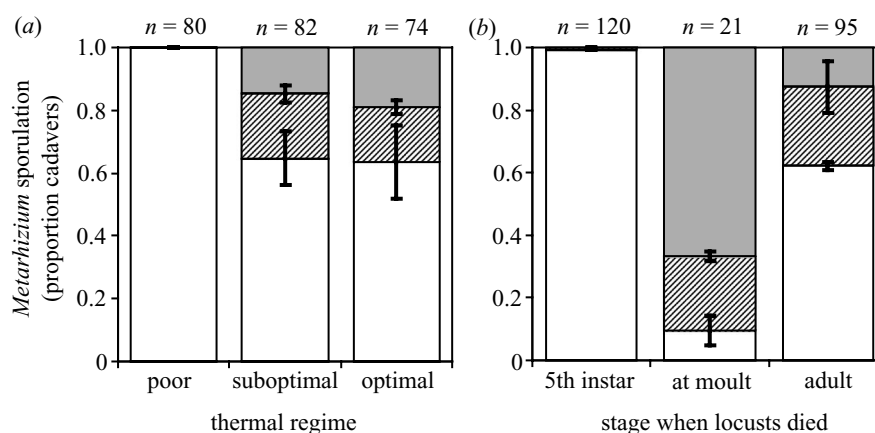 (a) n = 80 n = 82 n = 74
(b) n = 120 n = 21 n = 95
Metarhizium sporulation
(proportion cadavers)
1.0
0.8
0.6
0.4
0.2
0
poor suboptimal optimal
thermal regime
1.0
0.8
0.6
0.4
0.2
0
5th instar at moult adult
stage when locusts died